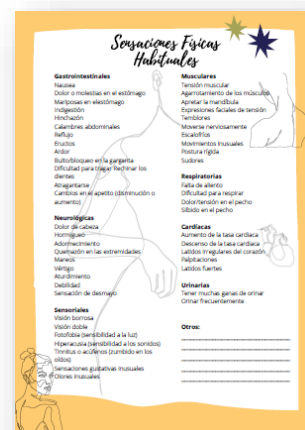 Sensaciones Físicas
Habituales
Gastrointestinales
Nausea
Dolor o molestias en el estómago
Mariposas en elestómago
Indigestión
Hinchazón
Calambres abdominales
Reflujo
Eructos
Ardor
Bulto/bloqueo en la garganta
Dificultad para tragar Rechinar los
dientes
Atragantarse
Cambios en el apetito (disminución o
aumento)
Neurológicas
Dolor de cabeza
Hormigueo
Adormecimiento
Quemazón en las extremidades
Mareos
Vértigo
Aturdimiento
Debilidad
Sensación de desmayo
Sensoriales
Visión borrosa
Visión doble
Fotofobia (sensibilidad a la luz)
Hiperacusia (sensibilidad a los sonidos)
Tinnitus o acúfenos (zumbido en los
oídos)
Sensaciones gustativas inusuales
Olores inusuales
Musculares
Tensión muscular
Agarrotamiento de los músculos
Apretar la mandíbula
Expresiones faciales de tensión
Temblores
Moverse nerviosamente
Escalofríos
Movimientos inusuales
Postura rígida
Sudores
Respiratorias
Falta de aliento
Dificultad para respirar
Dolor/tensión en el pecho
Silbido en el pecho
Cardíacas
Aumento de la tasa cardíaca
Descenso de la tasa cardíaca
Latidos irregulares del corazón
Palpitaciones
Latidos fuertes
Urinarias
Tener muchas ganas de orinar
Orinar frecuentemente
Otros: